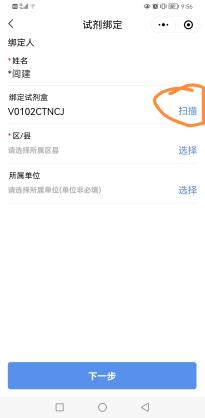 9:56
试剂绑定
绑定人
*姓名
*闫建
绑定试剂盒
V0102CTNCJ
扫描
*区/县
请选择所属区县
选择
所属单位
请选择所属单位(单位非必填)
选择
下一步